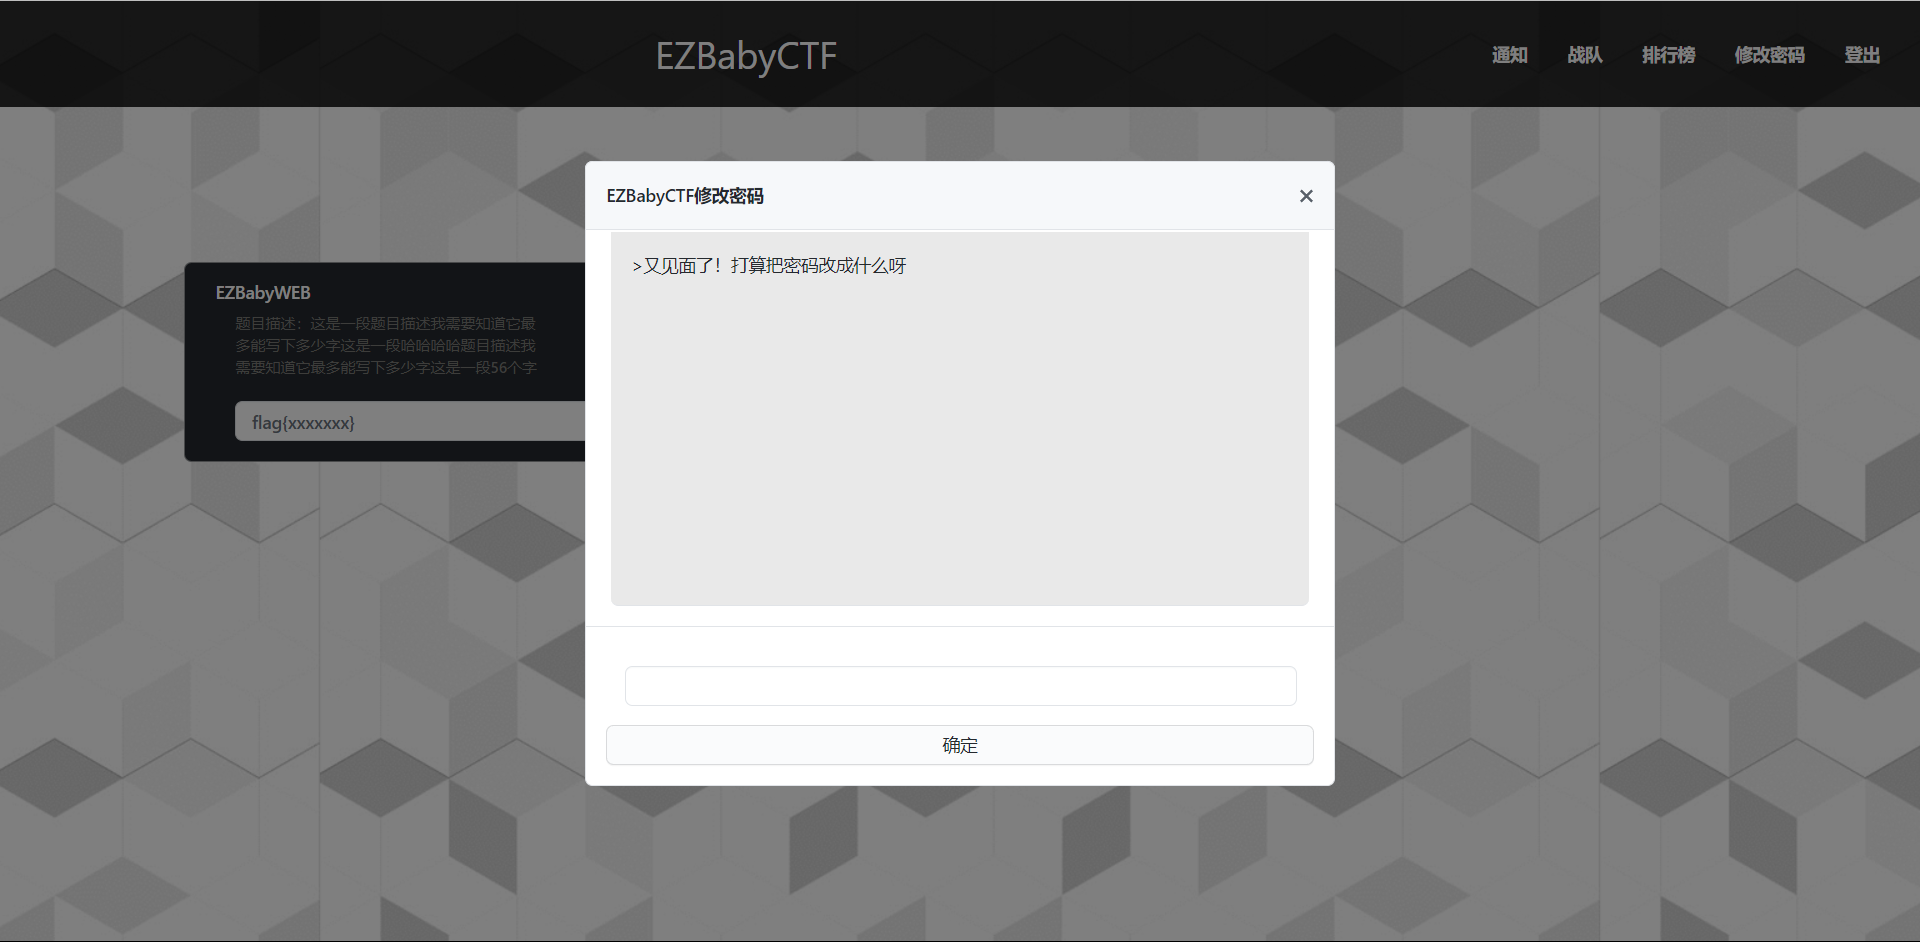 EZBabyCTF
通知
战队
排行榜
修改密码
登出
EZBabyCTF修改密码
×
>又见面了！打算把密码改成什么呀
EZBabyWEB
题目描述：这是一段题目描述我需要知道它最
多能写下多少字这是一段哈哈哈哈题目描述我
需要知道它最多能写下多少字这是一段56个字
flag{xxxxxxx}
确定